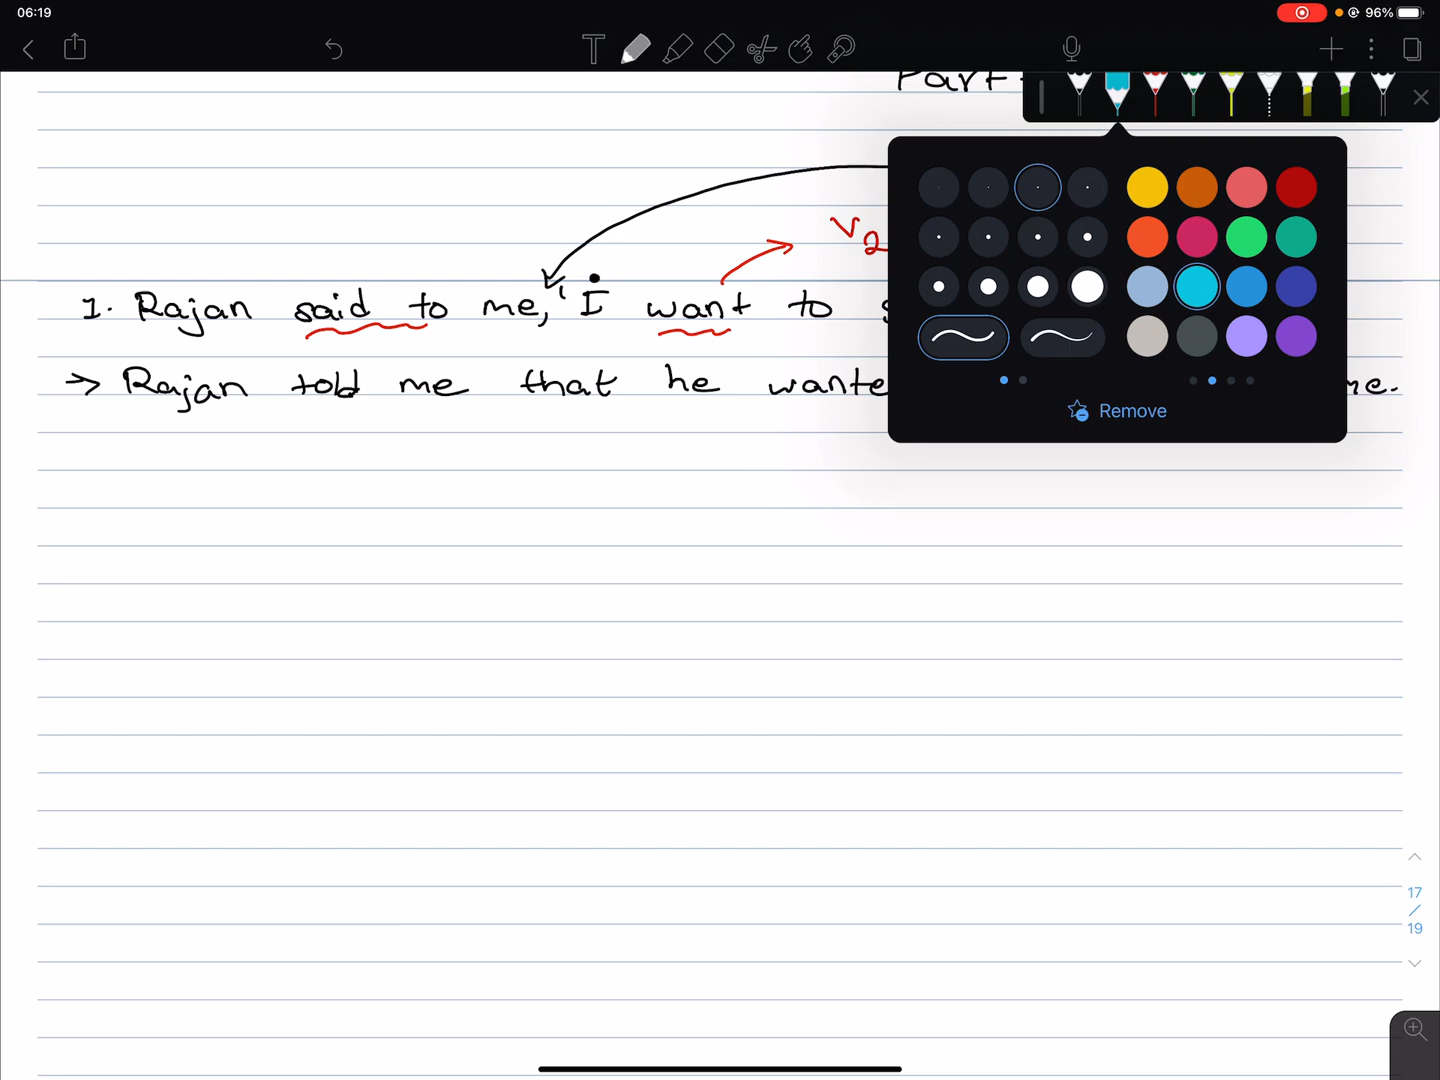 06:19
96%
Part
V2
1. Rajan said to me, ' I want to
→ Rajan told me that he wante
me.
Remove
17
/
19